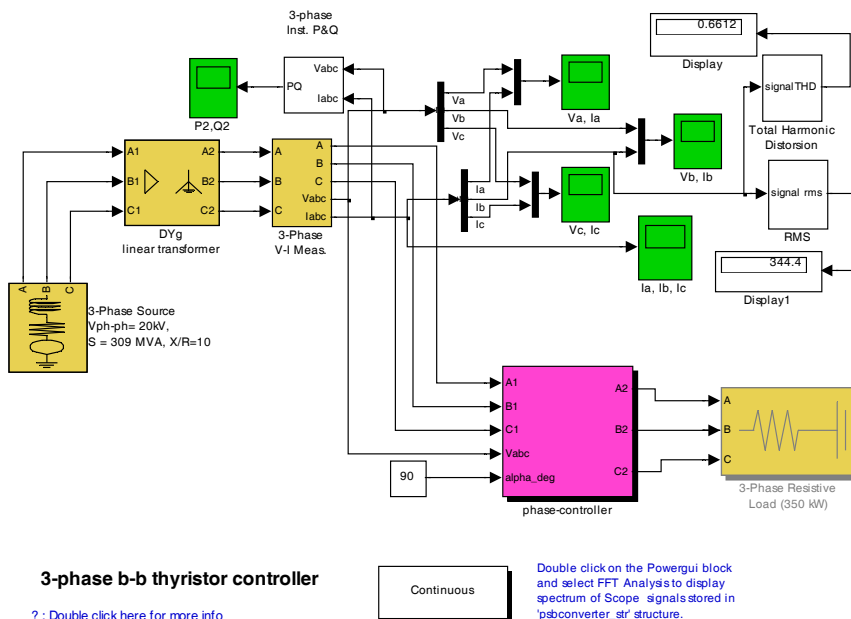 3-phase
Inst. P&Q
Vabc
Iabc
PQ
P2,Q2
A1
B1
C1
A2
B2
C2
DYg
linear transformer
A
B
C
A
B
C
Vabc
Iabc
3-Phase
V-I Meas.
A
B
C
3-Phase Source
Vph-ph= 20kV,
S = 309 MVA, X/R=10
Va
Vb
Vc
Ia
Ib
Ic
Va, Ia
Vb, Ib
Vc, Ic
Ia, Ib, Ic
0.6612
Display
signalTHD
Total Harmonic
Distorsion
signal rms
RMS
344.4
Display1
A1
B1
C1
Vabc
alpha_deg
A2
B2
C2
phase-controller
90
A
B
C
3-Phase Resistive
Load (350 kW)
3-phase b-b thyristor controller
? : Double click here for more info
Continuous
Double click on the Powergui block
and select FFT Analysis to display
spectrum of Scope signals stored in
'psbconverter_str' structure.